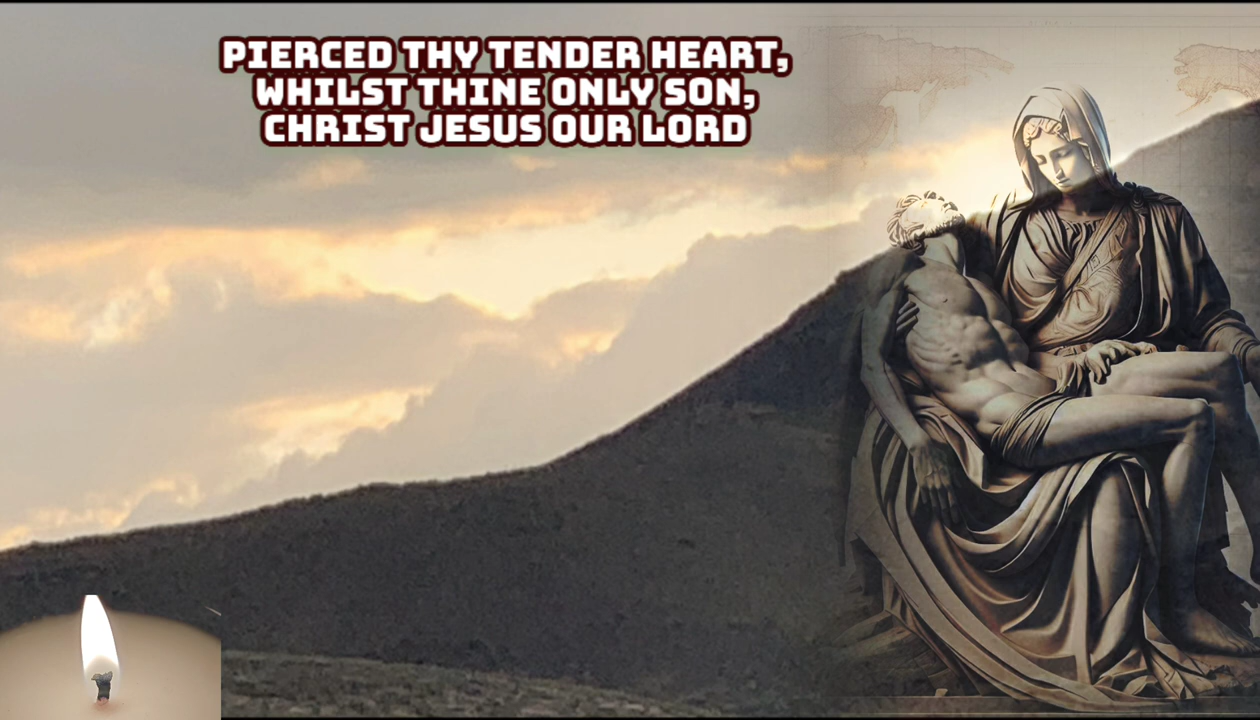 PIERCED THY TENDER HEART,
WHILST THINE ONLY SON,
CHRIST JESUS OUR LORD